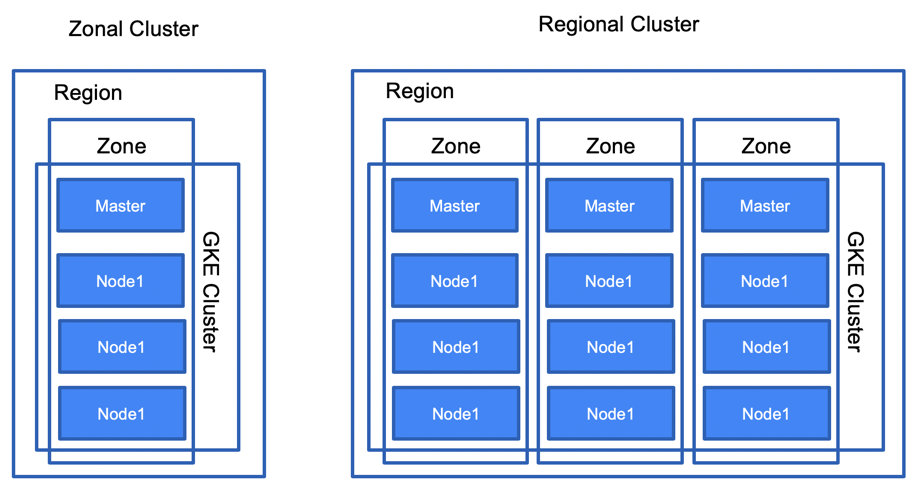 Zonal Cluster
Region
Zone
Master
Node1
Node1
Node1
GKE Cluster
Regional Cluster
Region
Zone
Zone
Zone
Master
Master
Master
Node1
Node1
Node1
Node1
Node1
Node1
Node1
Node1
Node1
GKE Cluster